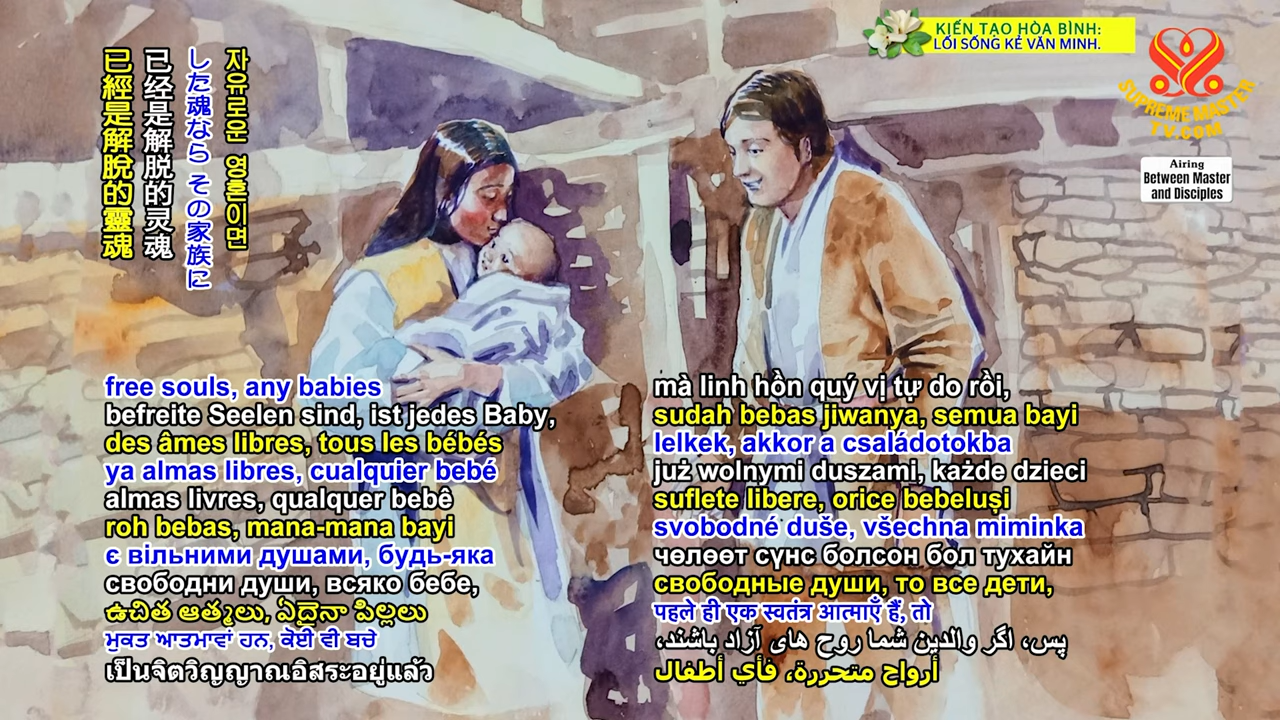 KIẾN TẠO HÒA BÌNH:
LỐI SỐNG KẺ VĂN MINH.
SUPREME MASTER
TV.COM
Airing
Between Master
and Disciples
자유로운 영혼이면
した魂なら その家族に
已经是解脱的灵魂
已經是解脫的靈魂
free souls, any babies
befreite Seelen sind, ist jedes Baby,
des âmes libres, tous les bébés
ya almas libres, cualquier bebé
almas livres, qualquer bebê
roh bebas, mana-mana bayi
є вільними душами, будь-яка
свободни души, всяко бебе,
ఉచిత ఆత్మలు, ఏదైనా పిల్లలు
ਮੁਕਤ ਆਤਮਾਵਾਂ ਹਨ, ਕੋਈ ਵੀ ਬਚੇ
เป็นจิตวิญญาณอิสระอยู่แล้ว
mà linh hồn quý vị tự do rồi,
sudah bebas jiwanya, semua bayi
lelkek, akkor a családotokba
już wolnymi duszami, każde dzieci
suflete libere, orice bebeluși
svobodné duše, všechna miminka
чөлөөт сүнс болсон бол тухайн
свободные души, то все дети,
पहले ही एक स्वतंत्र आत्माएँ हैं, तो
پس، اگر والدین شما روح های آزاد باشند،
أرواح متحررة، فأي أطفال